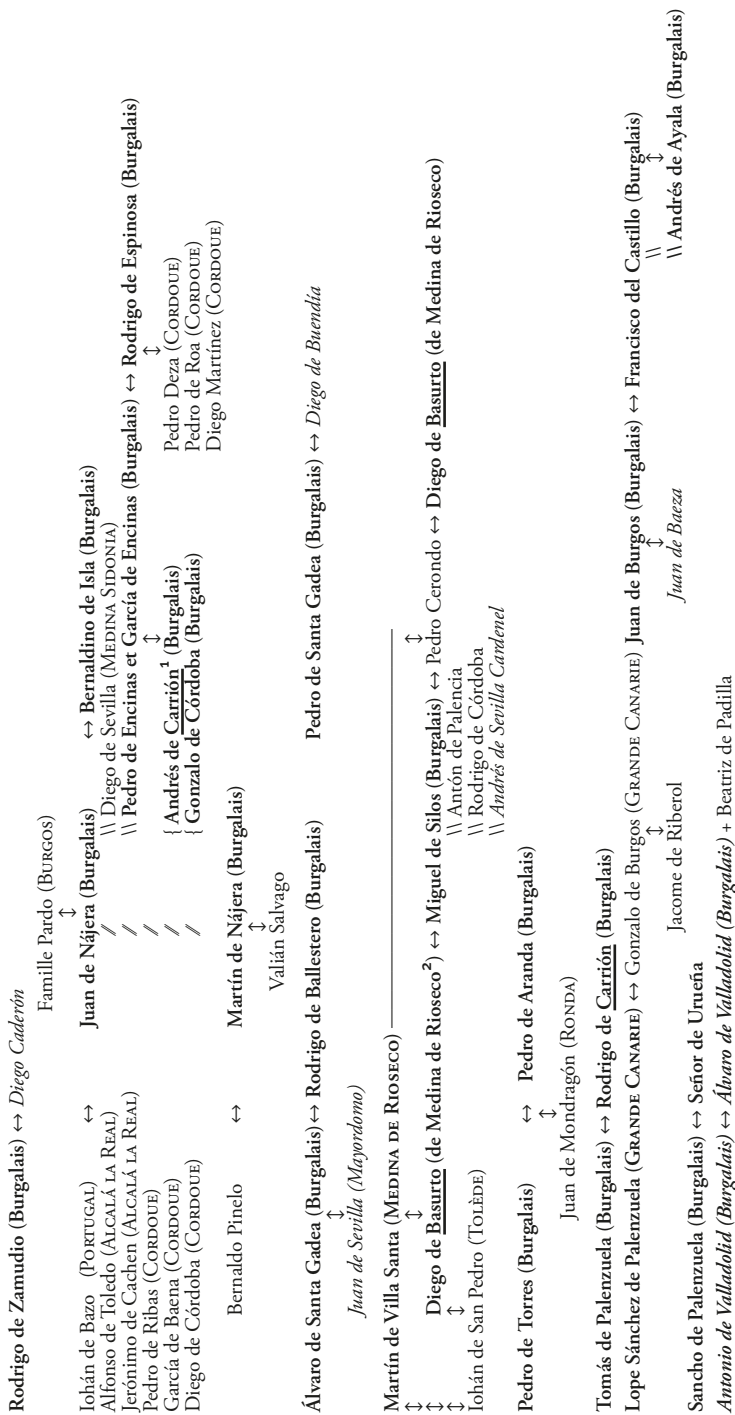 Rodrigo de Zamudio (Burgalais) ↔ Diego Caderón
Famille Pardo (BURGOS)
↕
Iohán de Bazo (PORTUGAL) ↔ Juan de Nájera (Burgalais) ↔ Bernaldino de Isla (Burgalais)
Alfonso de Toledo (ALCALÁ LA REAL) // \\ Diego de Sevilla (MEDINA SIDONIA)
Jerónimo de Cachen (ALCALÁ LA REAL) // \\ Pedro de Encinas et García de Encinas (Burgalais) ↔ Rodrigo de Espinosa (Burgalais)
Pedro de Ribas (CORDOUE) // ↕
García de Baena (CORDOUE) // { Andrés de Carrión¹ (Burgalais) Pedro Deza (CORDOUE)
↕ Pedro de Roa (CORDOUE)
Diego de Córdoba (CORDOUE) // { Gonzalo de Córdoba (Burgalais) Diego Martínez (CORDOUE)
Bernaldo Pinelo ↔ Martín de Nájera (Burgalais)
↕
Valián Salvago
Álvaro de Santa Gadea (Burgalais) ↔ Rodrigo de Ballestero (Burgalais) Pedro de Santa Gadea (Burgalais) ↔ Diego de Buendía
↕
Juan de Sevilla (Mayordomo)
Martín de Villa Santa (MEDINA DE RIOSECO)
↕ ↕ ↕
Diego de Basurto (de Medina de Rioseco²) ↔ Miguel de Silos (Burgalais) ↔ Pedro Cerondo ↔ Diego de Basurto (de Medina de Rioseco)
↕ ↕ \\ Antón de Palencia
Iohán de San Pedro (TOLÈDE) \\ Rodrigo de Córdoba
\\ Andrés de Sevilla Cardenel
Pedro de Torres (Burgalais) ↔ Pedro de Aranda (Burgalais)
↕
Juan de Mondragón (RONDA)
Tomás de Palenzuela (Burgalais) ↔ Rodrigo de Carrión (Burgalais)
Lope Sánchez de Palenzuela (GRANDE CANARIE) ↔ Gonzalo de Burgos (GRANDE CANARIE) Juan de Burgos (Burgalais) ↔ Francisco del Castillo (Burgalais)
↕ ↕ \\ ↕
Jacome de Riberol Juan de Baeza \\ Andrés de Ayala (Burgalais)
Sancho de Palenzuela (Burgalais) ↔ Señor de Urueña
Antonio de Valladolid (Burgalais) ↔ Álvaro de Valladolid (Burgalais) + Beatriz de Padilla